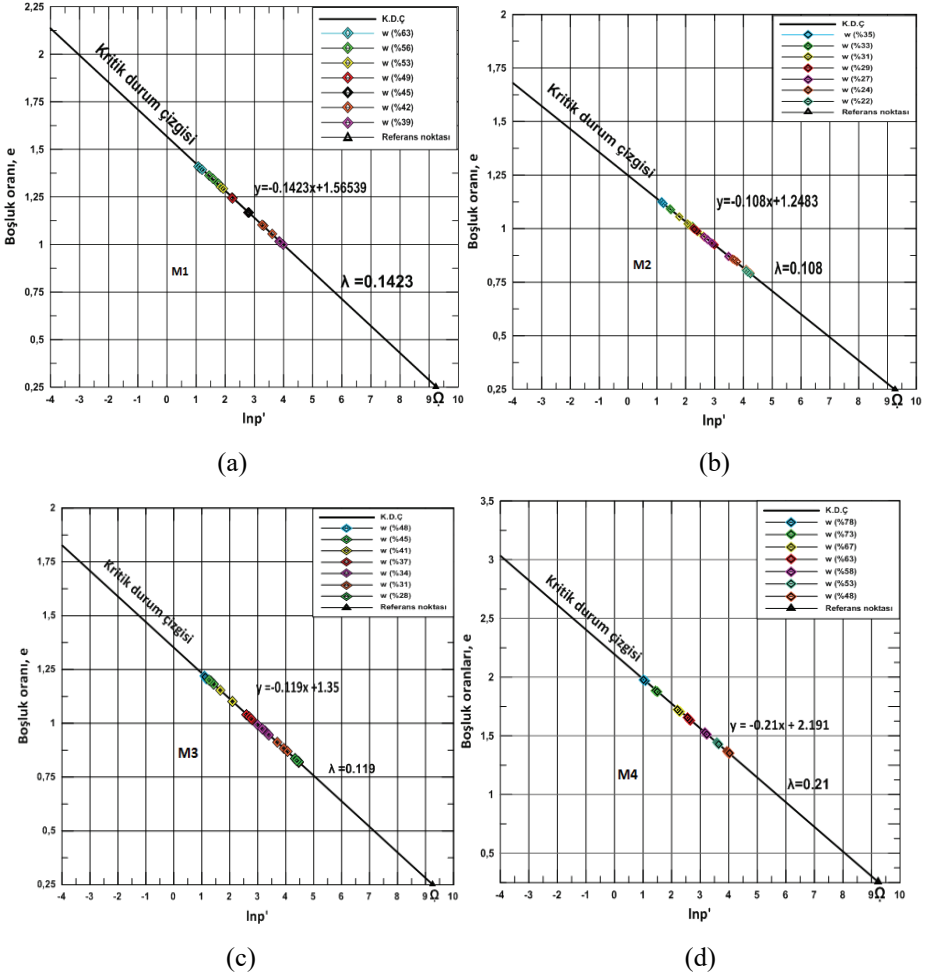 2,25
2
1,75
1,5
1,25
1
0,75
0,5
0,25
Boşluk oranı, e
Kritik durum çizgisi
K.D.Ç
w (%63)
w (%56)
w (%53)
w (%49)
w (%45)
w (%42)
w (%39)
Referans noktası
y=-0.1423x+1.56539
M1
λ =0.1423
Ω
-4 -3 -2 -1 0 1 2 3 4 5 6 7 8 9 10
lnp'
(a)
2
1,75
1,5
1,25
1
0,75
0,5
0,25
Boşluk oranı, e
Kritik durum çizgisi
K.D.Ç
w (%35)
w (%33)
w (%31)
w (%29)
w (%27)
w (%24)
w (%22)
Referans noktası
y=-0.108x+1.2483
M2
λ=0.108
Ω
-4 -3 -2 -1 0 1 2 3 4 5 6 7 8 9 10
lnp'
(b)
2
1,75
1,5
1,25
1
0,75
0,5
0,25
Boşluk oranı, e
Kritik durum çizgisi
K.D.Ç
w (%48)
w (%45)
w (%41)
w (%37)
w (%34)
w (%31)
w (%28)
Referans noktası
y =-0.119x +1.35
M3
λ =0.119
Ω
-4 -3 -2 -1 0 1 2 3 4 5 6 7 8 9 10
lnp'
(c)
3,5
3
2,5
2
1,5
1
0,5
Boşluk oranları, e
Kritik durum çizgisi
K.D.Ç
w (%78)
w (%73)
w (%67)
w (%63)
w (%58)
w (%53)
w (%48)
Referans noktası
y = -0.21x + 2.191
M4
λ=0.21
Ω
-4 -3 -2 -1 0 1 2 3 4 5 6 7 8 9 10
lnp'
(d)